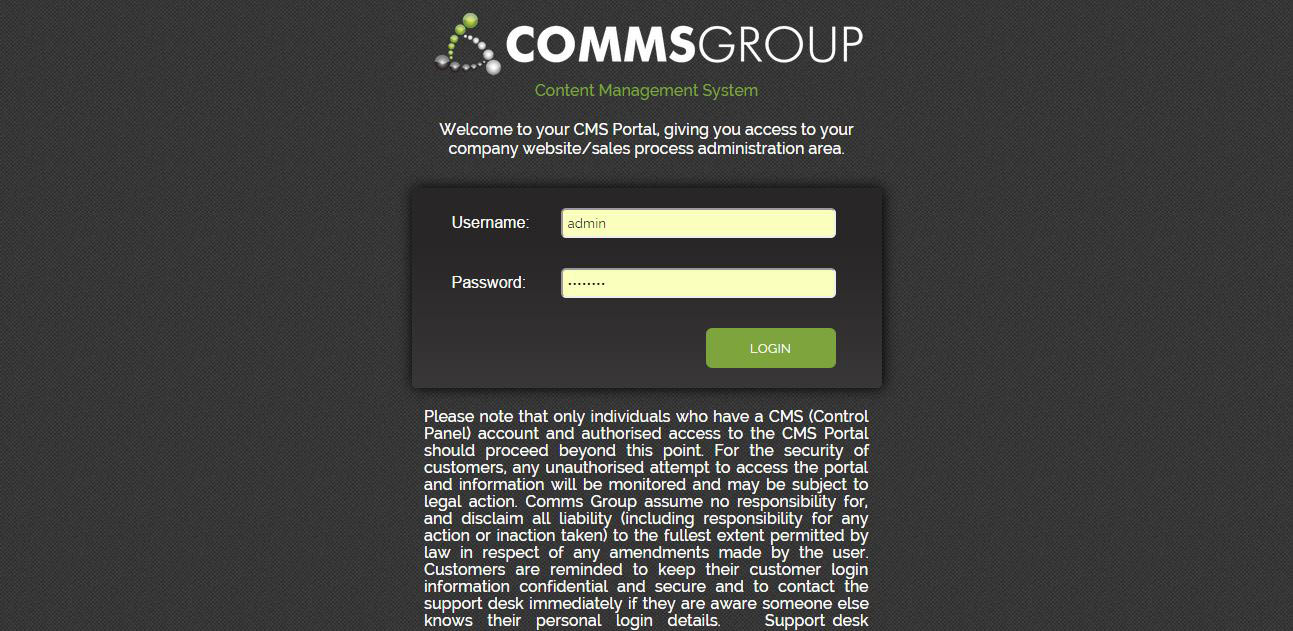 COMMSGROUP
Content Management System
Welcome to your CMS Portal, giving you access to your
company website/sales process administration area.
Username: admin
Password: ········
LOGIN
Please note that only individuals who have a CMS (Control
Panel) account and authorised access to the CMS Portal
should proceed beyond this point. For the security of
customers, any unauthorised attempt to access the portal
and information will be monitored and may be subject to
legal action. Comms Group assume no responsibility for,
and disclaim all liability (including responsibility for any
action or inaction taken) to the fullest extent permitted by
law in respect of any amendments made by the user.
Customers are reminded to keep their customer login
information confidential and secure and to contact the
support desk immediately if they are aware someone else
knows their personal login details. Support desk